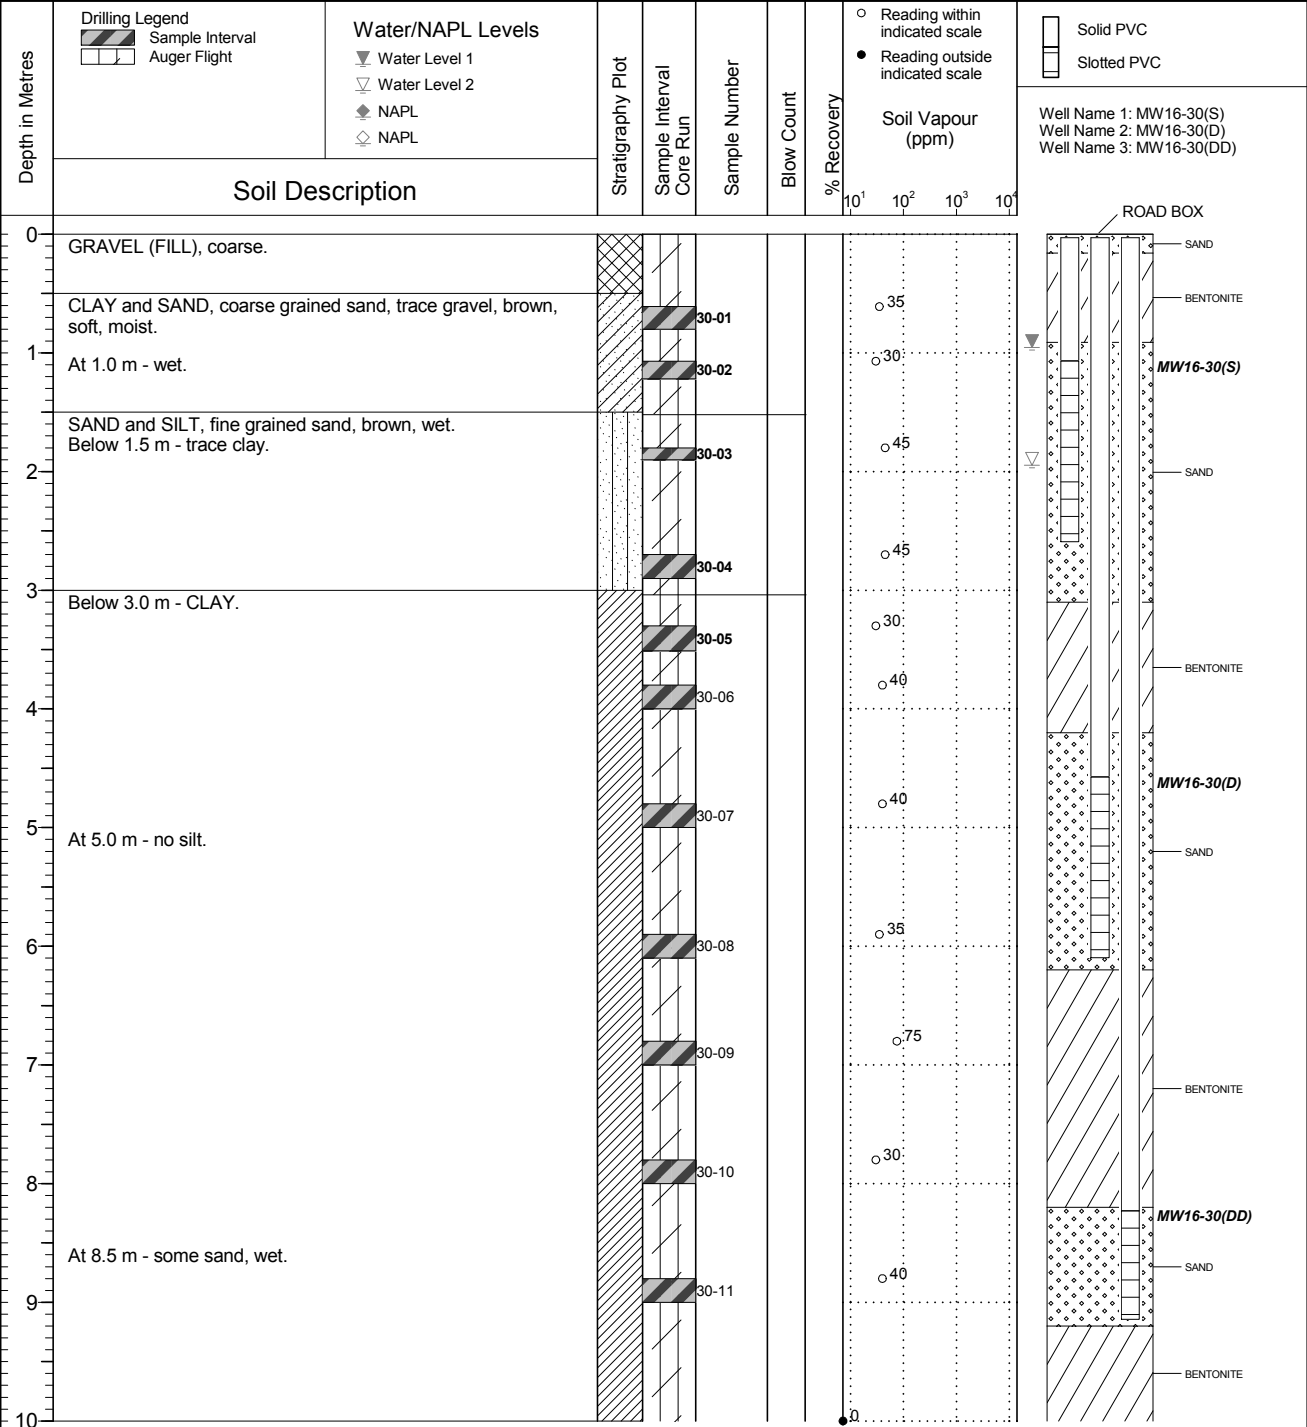 Depth in Metres
Drilling Legend
Sample Interval
Auger Flight
Water/NAPL Levels
Water Level 1
Water Level 2
NAPL
NAPL
Soil Description
Stratigraphy Plot
Sample Interval
Core Run
Sample Number
Blow Count
% Recovery
Reading within
indicated scale
Reading outside
indicated scale
Soil Vapour
(ppm)
10¹ 10² 10³ 10⁴
Solid PVC
Slotted PVC
Well Name 1: MW16-30(S)
Well Name 2: MW16-30(D)
Well Name 3: MW16-30(DD)
ROAD BOX
0
GRAVEL (FILL), coarse.
SAND
CLAY and SAND, coarse grained sand, trace gravel, brown,
soft, moist.
30-01
35
BENTONITE
1
At 1.0 m - wet.
30-02
30
MW16-30(S)
SAND and SILT, fine grained sand, brown, wet.
Below 1.5 m - trace clay.
30-03
45
2
SAND
30-04
45
3
Below 3.0 m - CLAY.
30-05
30
BENTONITE
30-06
40
4
MW16-30(D)
30-07
40
5
At 5.0 m - no silt.
SAND
30-08
35
6
30-09
75
7
BENTONITE
30-10
30
8
MW16-30(DD)
At 8.5 m - some sand, wet.
SAND
30-11
40
9
BENTONITE
10
0